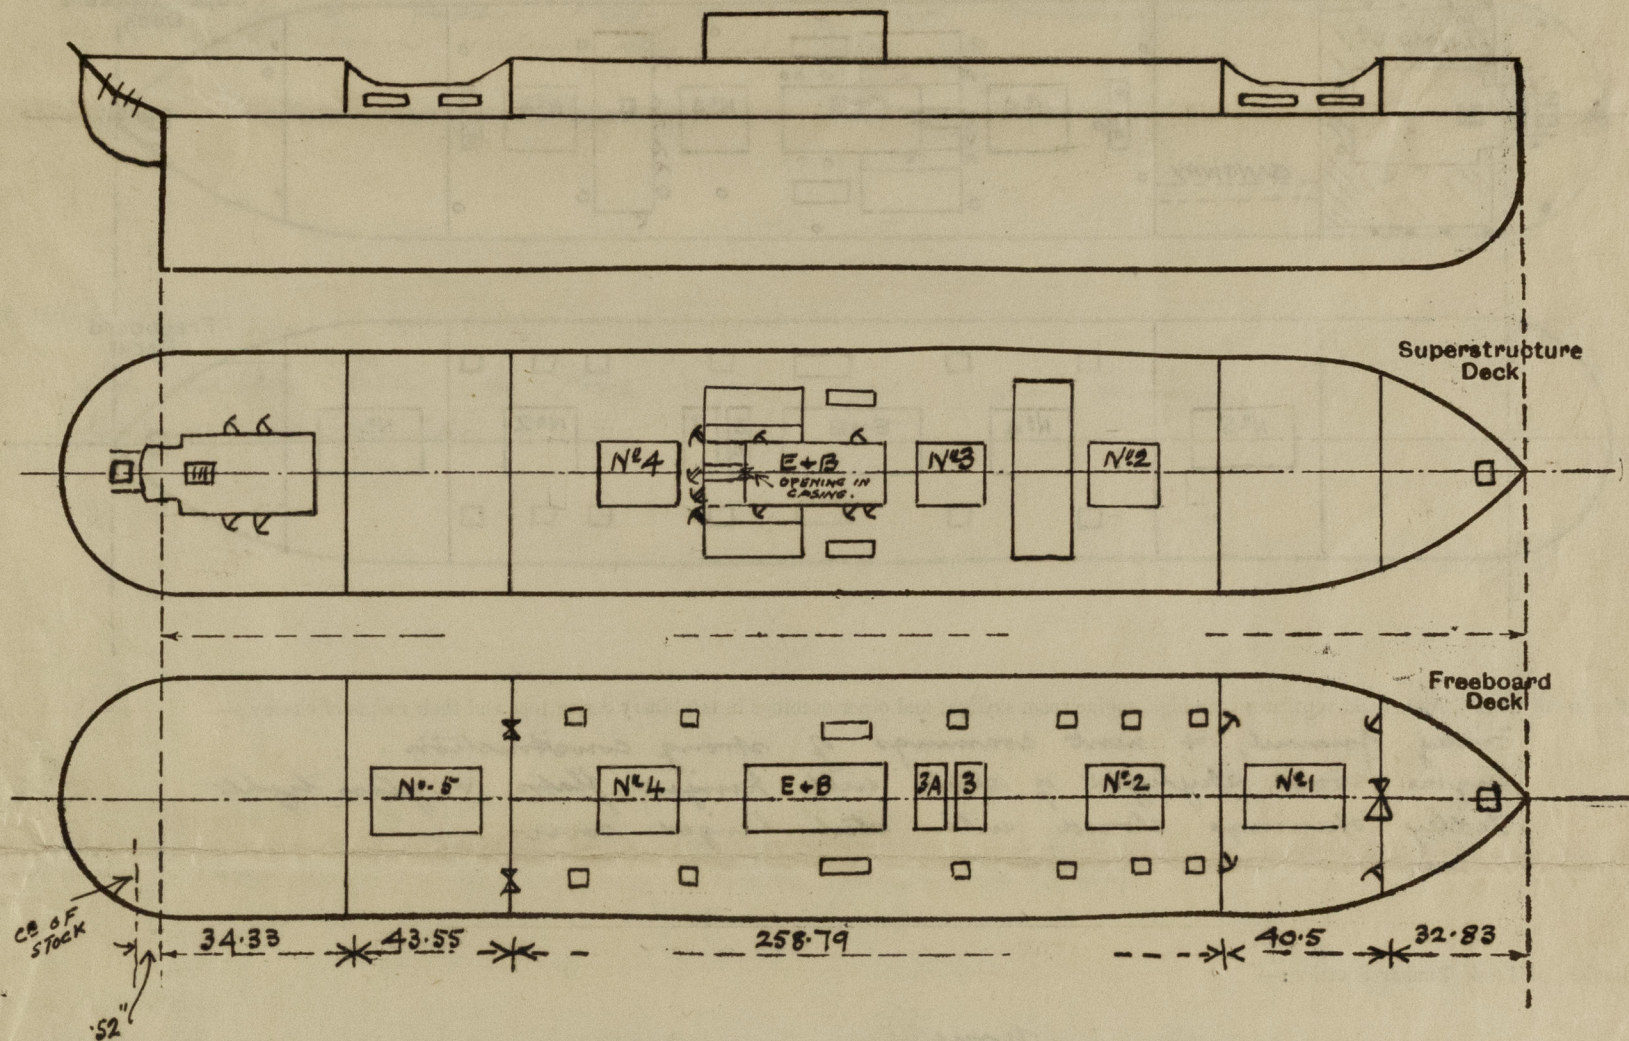 Superstructure
Deck
Nº4
E+B
OPENING IN
CASING.
Nº3
Nº2
Freeboard
Deck
No. 5
Nº4
E+B
3A
3
Nº2
Nº1
OF
STOCK
34.33
43.55
258.79
40.5
32.83
.52"